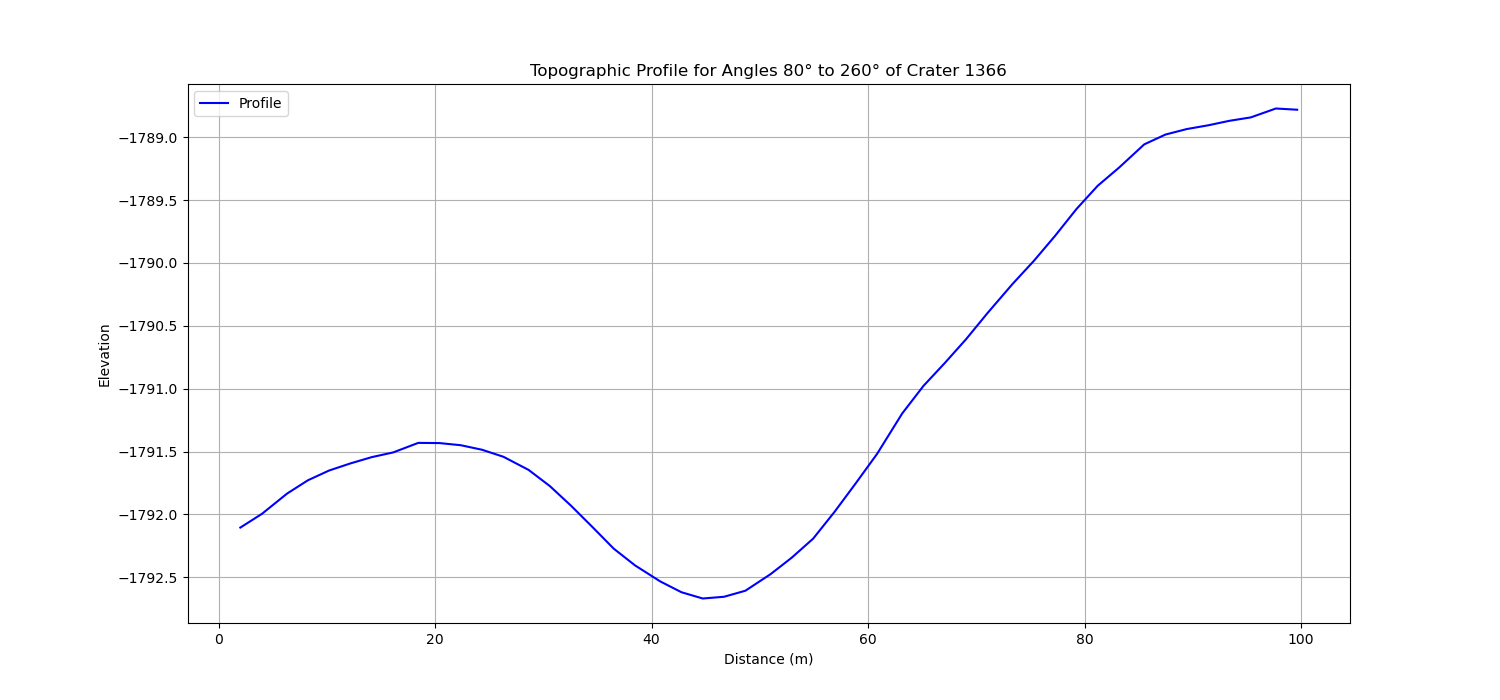 Topographic Profile for Angles 80° to 260° of Crater 1366
Profile
−1789.0
−1789.5
−1790.0
−1790.5
−1791.0
−1791.5
−1792.0
−1792.5
Elevation
0 20 40 60 80 100
Distance (m)